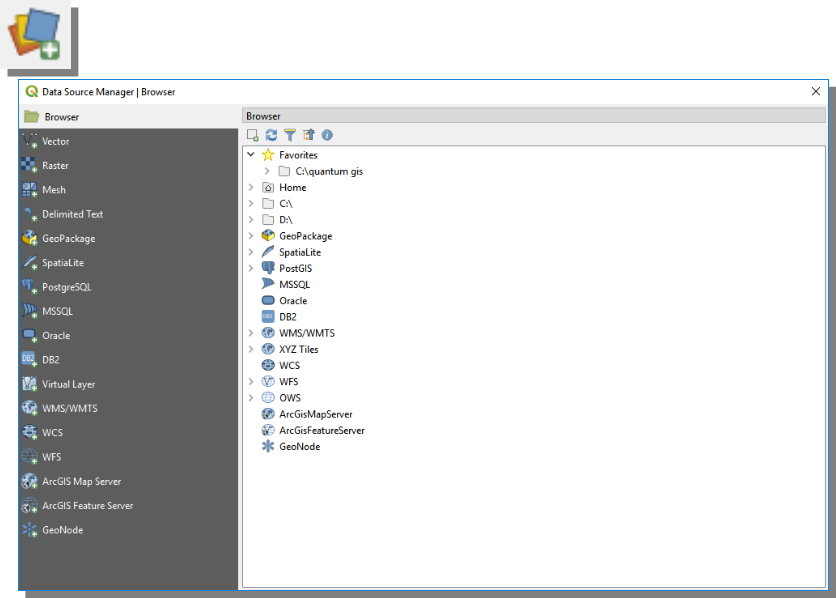 Data Source Manager | Browser
Browser
Vector
Raster
Mesh
Delimited Text
GeoPackage
SpatiaLite
PostgreSQL
MSSQL
Oracle
DB2
Virtual Layer
WMS/WMTS
WCS
WFS
ArcGIS Map Server
ArcGIS Feature Server
GeoNode
Browser
Favorites
C:\quantum gis
Home
C:\
D:\
GeoPackage
SpatiaLite
PostGIS
MSSQL
Oracle
DB2
WMS/WMTS
XYZ Tiles
WCS
WFS
OWS
ArcGisMapServer
ArcGisFeatureServer
GeoNode